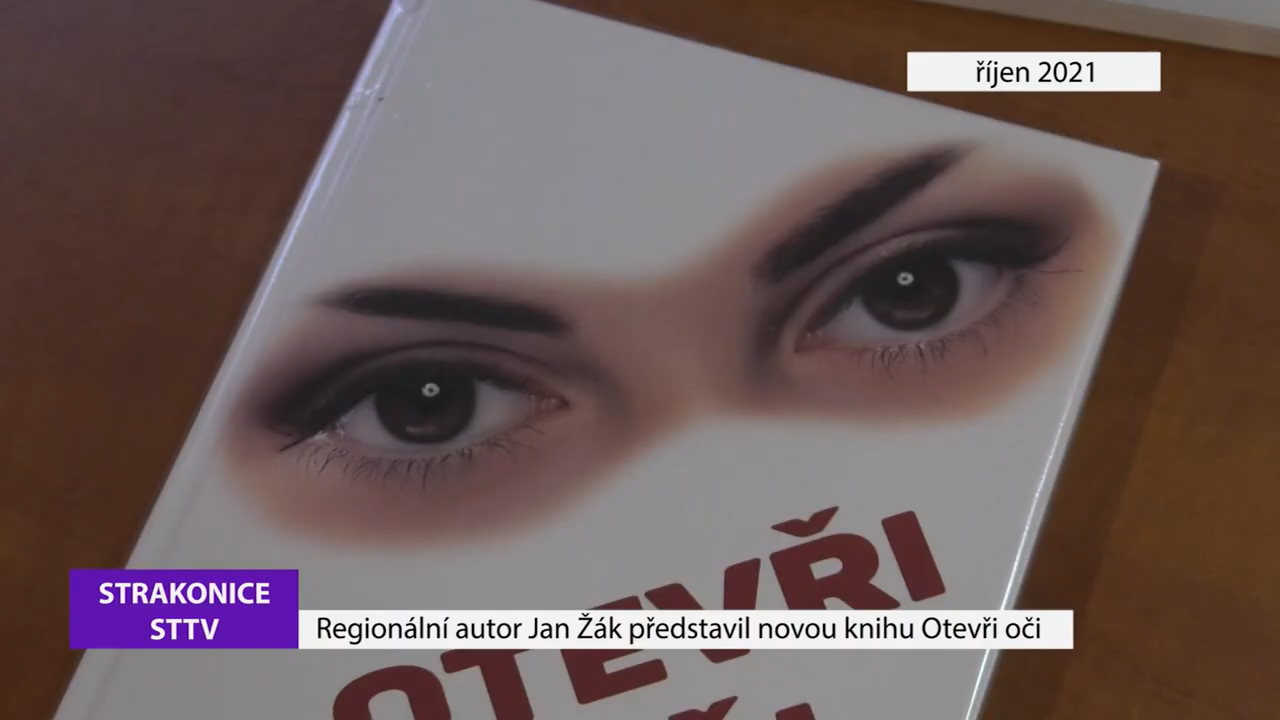 říjen 2021
OTEVŘI
STRAKONICE
STTV
Regionální autor Jan Žák představil novou knihu Otevři oči